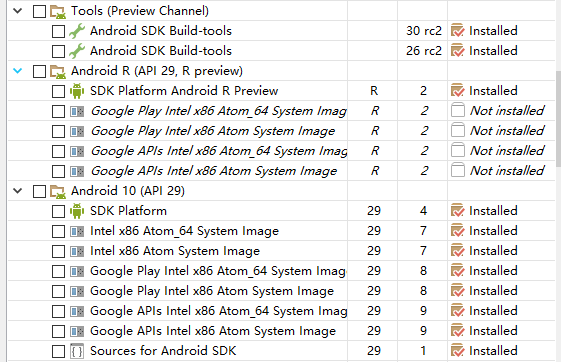 Tools (Preview Channel)
Android SDK Build-tools 30 rc2 Installed
Android SDK Build-tools 26 rc2 Installed
Android R (API 29, R preview)
SDK Platform Android R Preview R 2 Installed
Google Play Intel x86 Atom_64 System Image R 2 Not installed
Google Play Intel x86 Atom System Image R 2 Not installed
Google APIs Intel x86 Atom_64 System Image R 2 Not installed
Google APIs Intel x86 Atom System Image R 2 Not installed
Android 10 (API 29)
SDK Platform 29 4 Installed
Intel x86 Atom_64 System Image 29 7 Installed
Intel x86 Atom System Image 29 7 Installed
Google Play Intel x86 Atom_64 System Imag 29 8 Installed
Google Play Intel x86 Atom System Image 29 8 Installed
Google APIs Intel x86 Atom_64 System Imag 29 9 Installed
Google APIs Intel x86 Atom System Image 29 9 Installed
Sources for Android SDK 29 1 Installed